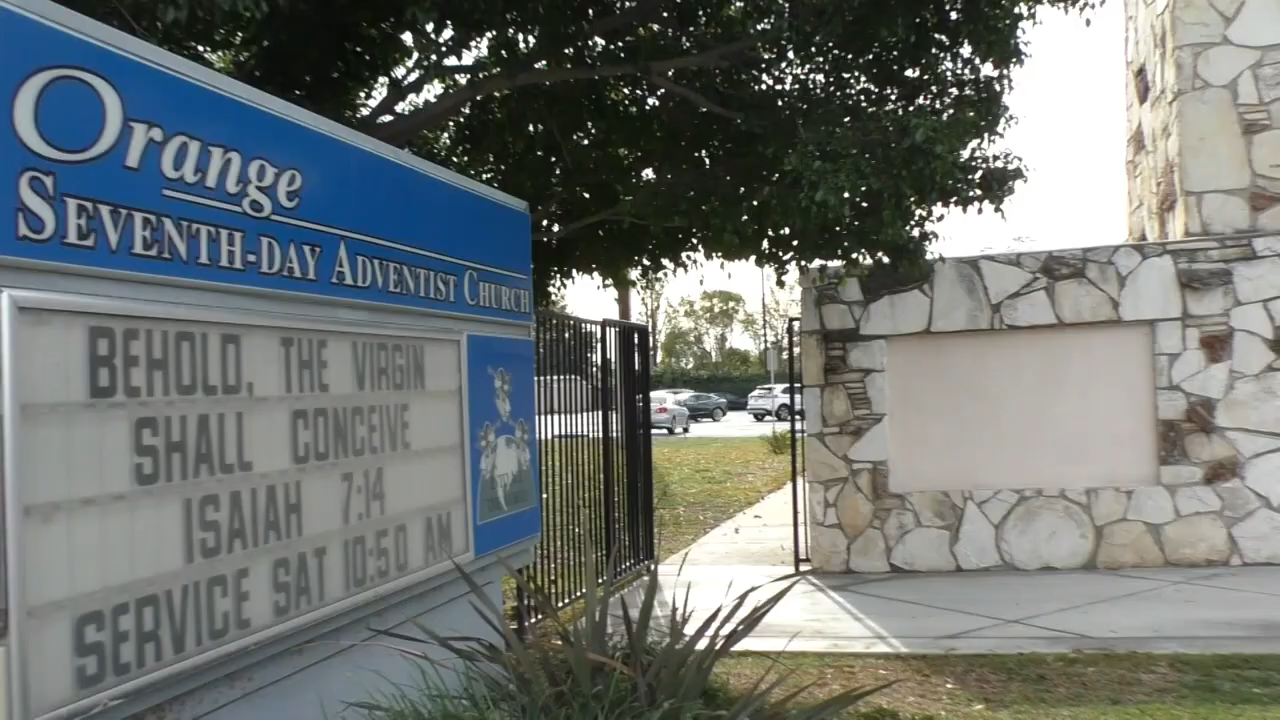 Orange
SEVENTH-DAY ADVENTIST CHURCH
BEHOLD, THE VIRGIN
SHALL CONCEIVE
ISAIAH 7:14
SERVICE SAT 10:50 AM